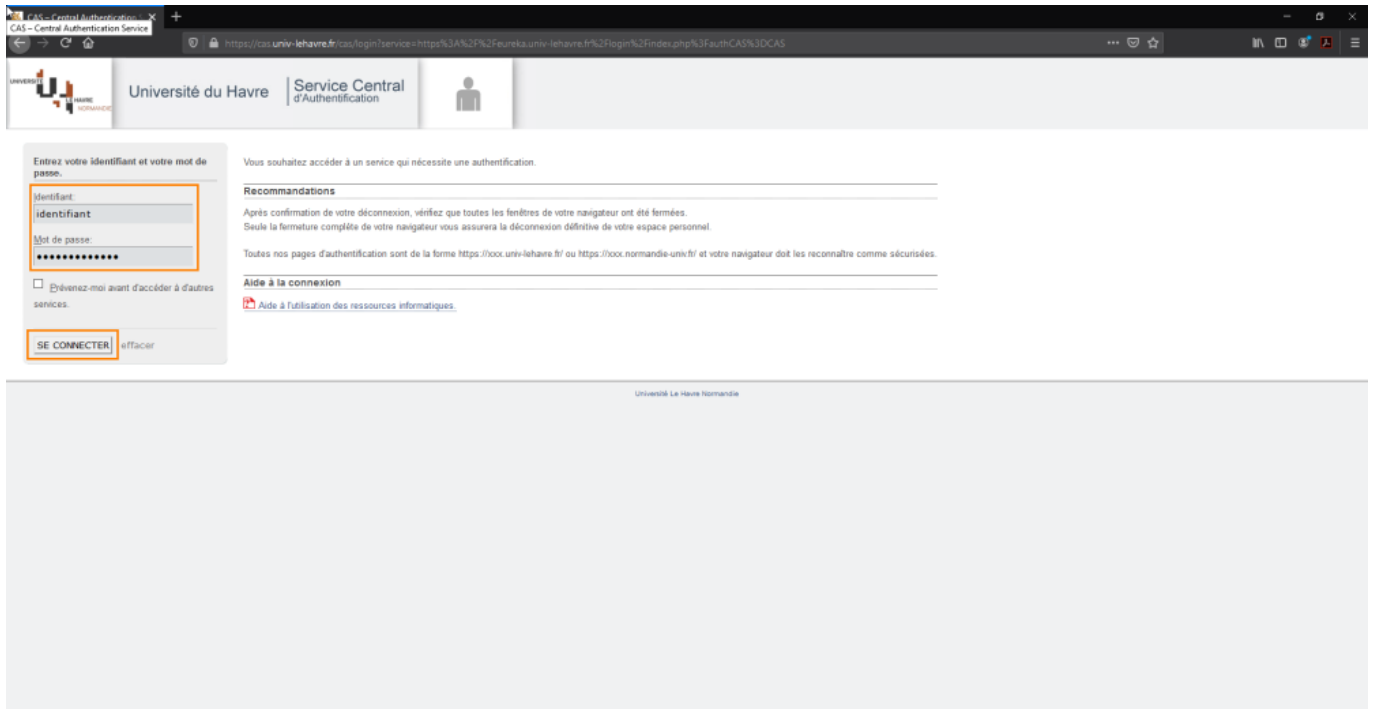 CAS – Central Authentication
CAS – Central Authentication Service
https://cas.univ-lehavre.fr/cas/login?service=https%3A%2F%2Feureka.univ-lehavre.fr%2Flogin%2Findex.php%3FauthCAS%3DCAS
UNIVERSITÉ
LE HAVRE
NORMANDIE
Université du Havre
Service Central
d'Authentification
Entrez votre identifiant et votre mot de
passe.
Identifiant:
identifiant
Mot de passe:
•••••••••••••
Prévenez-moi avant d'accéder à d'autres
services.
SE CONNECTER
effacer
Vous souhaitez accéder à un service qui nécessite une authentification.
Recommandations
Après confirmation de votre déconnexion, vérifiez que toutes les fenêtres de votre navigateur ont été fermées.
Seule la fermeture complète de votre navigateur vous assurera la déconnexion définitive de votre espace personnel.
Toutes nos pages d'authentification sont de la forme https://xxx.univ-lehavre.fr/ ou https://xxx.normandie-univ.fr/ et votre navigateur doit les reconnaître comme sécurisées.
Aide à la connexion
Aide à l'utilisation des ressources informatiques.
Université Le Havre Normandie